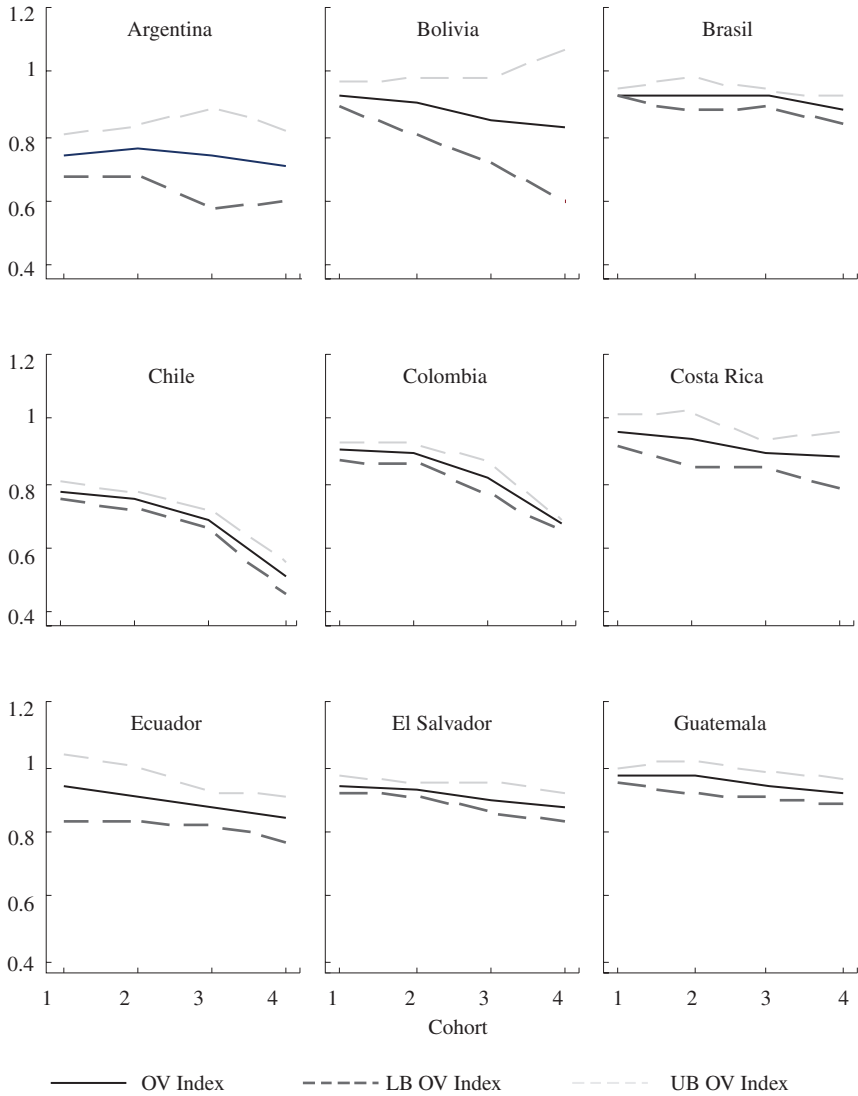 1.2
Argentina Bolivia Brasil
1
0.8
0.6
0.4
1.2
Chile Colombia Costa Rica
1
0.8
0.6
0.4
1.2
Ecuador El Salvador Guatemala
1
0.8
0.6
0.4
1 2 3 4 1 2 3 4 1 2 3 4
Cohort
OV Index LB OV Index UB OV Index